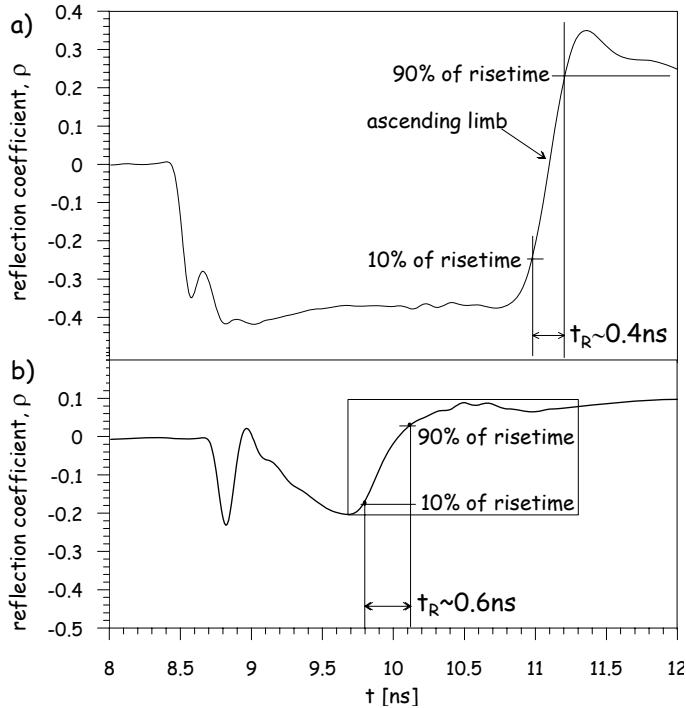 a)
0.4
0.3
0.2
0.1
0
-0.1
-0.2
-0.3
-0.4
reflection coefficient, ρ
90% of risetime
ascending limb
10% of risetime
t_R~0.4ns
b)
0.1
0
-0.1
-0.2
-0.3
-0.4
-0.5
reflection coefficient, ρ
90% of risetime
10% of risetime
t_R~0.6ns
8 8.5 9 9.5 10 10.5 11 11.5 12
t [ns]